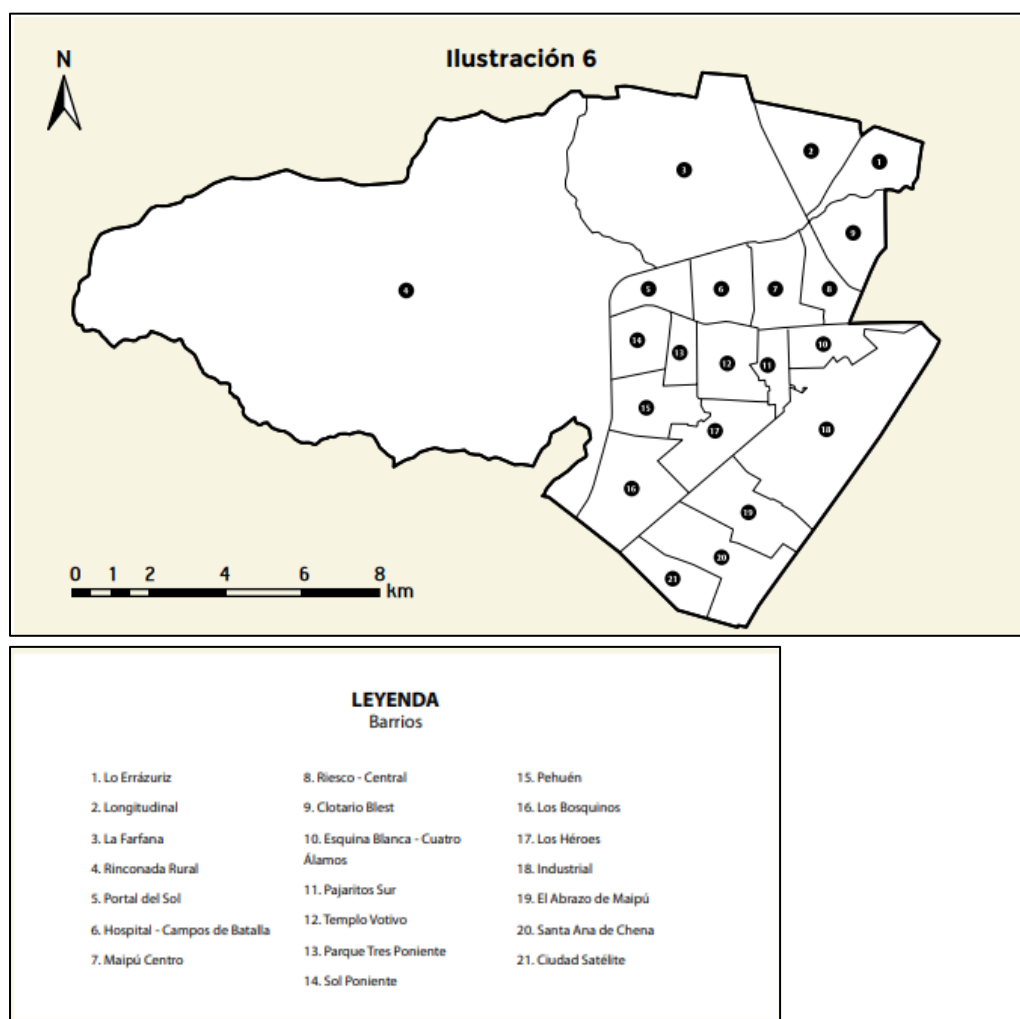 Ilustración 6
N
2
1
3
9
4
5
6
7
8
14
13
12
11
10
15
17
18
16
19
20
21
0 1 2 4 6 8
km
LEYENDA
Barrios
1. Lo Errázuriz
2. Longitudinal
3. La Farfana
4. Rinconada Rural
5. Portal del Sol
6. Hospital - Campos de Batalla
7. Maipú Centro
8. Riesco - Central
9. Clotario Blest
10. Esquina Blanca - Cuatro
Álamos
11. Pajaritos Sur
12. Templo Votivo
13. Parque Tres Poniente
14. Sol Poniente
15. Pehuén
16. Los Bosquinos
17. Los Héroes
18. Industrial
19. El Abrazo de Maipú
20. Santa Ana de Chena
21. Ciudad Satélite